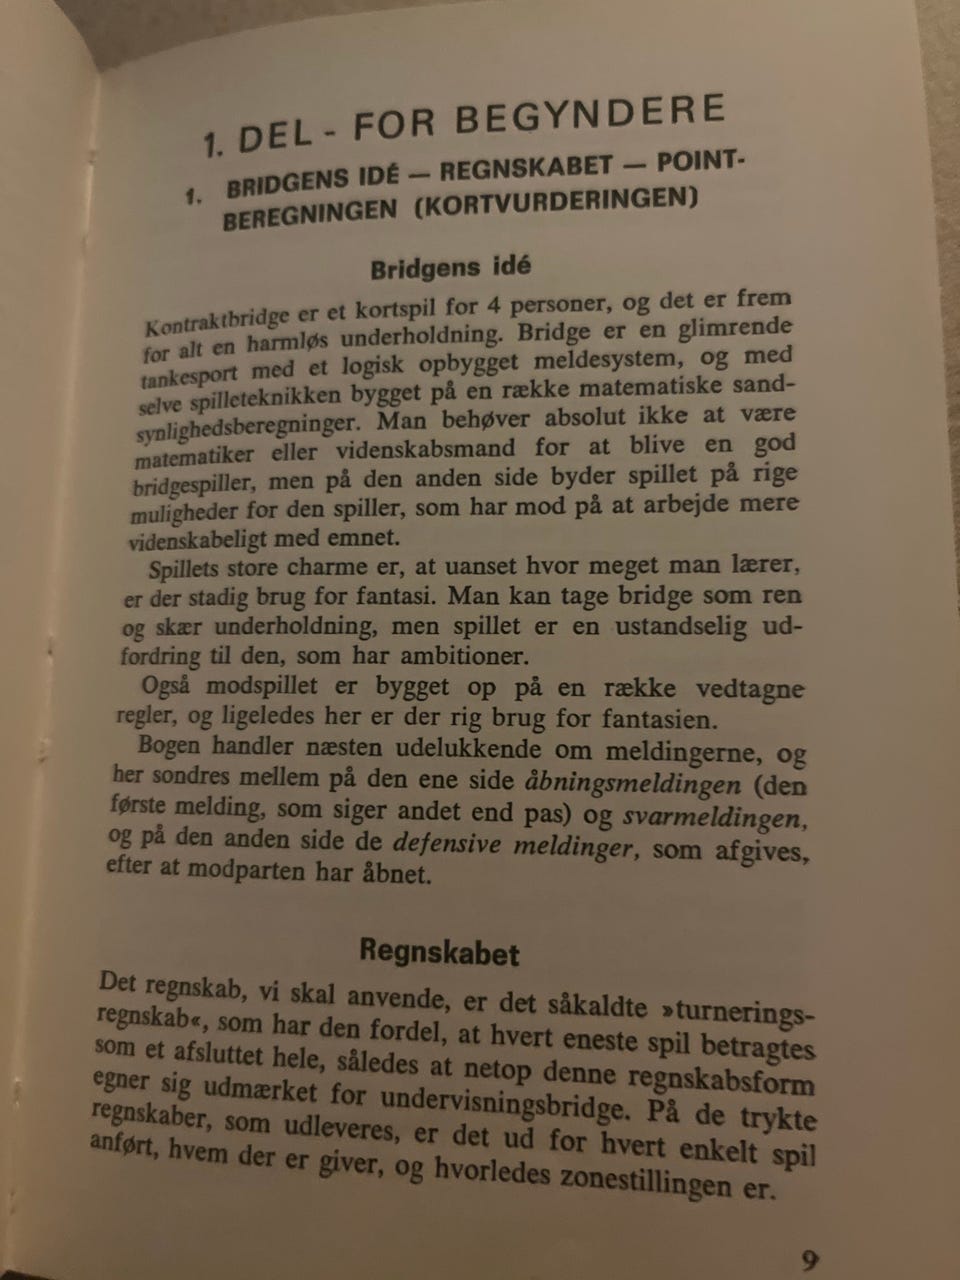 1. DEL - FOR BEGYNDERE
1. BRIDGENS IDÉ — REGNSKABET — POINT-
BEREGNINGEN (KORTVURDERINGEN)
Bridgens idé
Kontraktbridge er et kortspil for 4 personer, og det er frem
for alt en harmløs underholdning. Bridge er en glimrende
tankesport med et logisk opbygget meldesystem, og med
selve spilleteknikken bygget på en række matematiske sand-
synlighedsberegninger. Man behøver absolut ikke at være
matematiker eller videnskabsmand for at blive en god
bridgespiller, men på den anden side byder spillet på rige
muligheder for den spiller, som har mod på at arbejde mere
videnskabeligt med emnet.
Spillets store charme er, at uanset hvor meget man lærer,
er der stadig brug for fantasi. Man kan tage bridge som ren
og skær underholdning, men spillet er en ustandselig ud-
fordring til den, som har ambitioner.
Også modspillet er bygget op på en række vedtagne
regler, og ligeledes her er der rig brug for fantasien.
Bogen handler næsten udelukkende om meldingerne, og
her sondres mellem på den ene side åbningsmeldingen (den
første melding, som siger andet end pas) og svarmeldingen,
og på den anden side de defensive meldinger, som afgives,
efter at modparten har åbnet.
Regnskabet
Det regnskab, vi skal anvende, er det såkaldte »turnerings-
regnskab«, som har den fordel, at hvert eneste spil betragtes
som et afsluttet hele, således at netop denne regnskabsform
egner sig udmærket for undervisningsbridge. På de trykte
regnskaber, som udleveres, er det ud for hvert enkelt spil
anført, hvem der er giver, og hvorledes zonestillingen er.
9